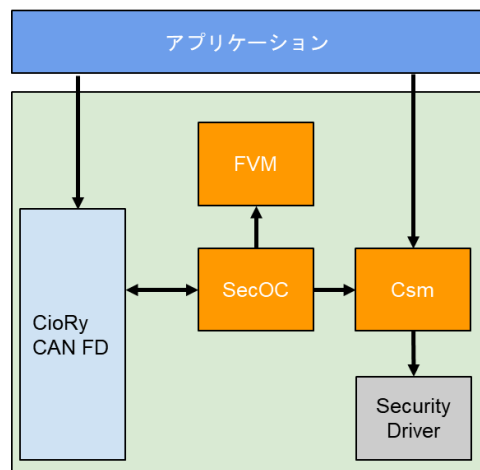 アプリケーション
FVM
SecOC
Csm
CioRy
CAN FD
Security
Driver